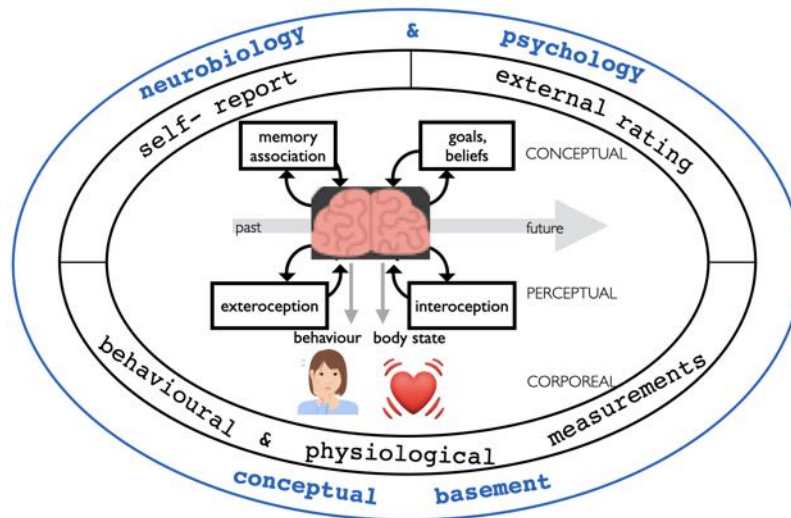 neurobiology & psychology
self- report
external rating
memory
association
goals,
beliefs
CONCEPTUAL
past
future
exteroception
interoception
PERCEPTUAL
behaviour
body state
CORPOREAL
behavioural & physiological measurements
conceptual basement